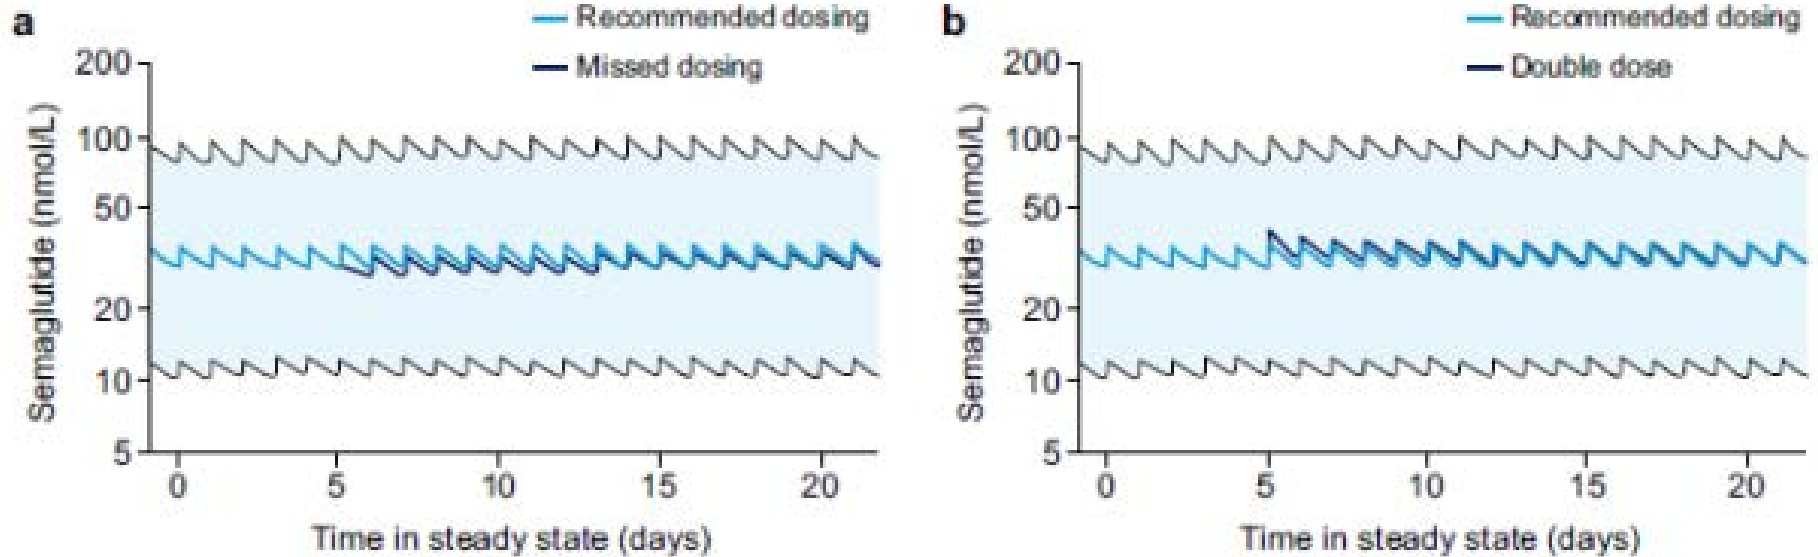 a
Recommended dosing
Missed dosing
Semaglutide (nmol/L)
200
100
50
20
10
5
0 5 10 15 20
Time in steady state (days)
b
Recommended dosing
Double dose
Semaglutide (nmol/L)
200
100
50
20
10
5
0 5 10 15 20
Time in steady state (days)